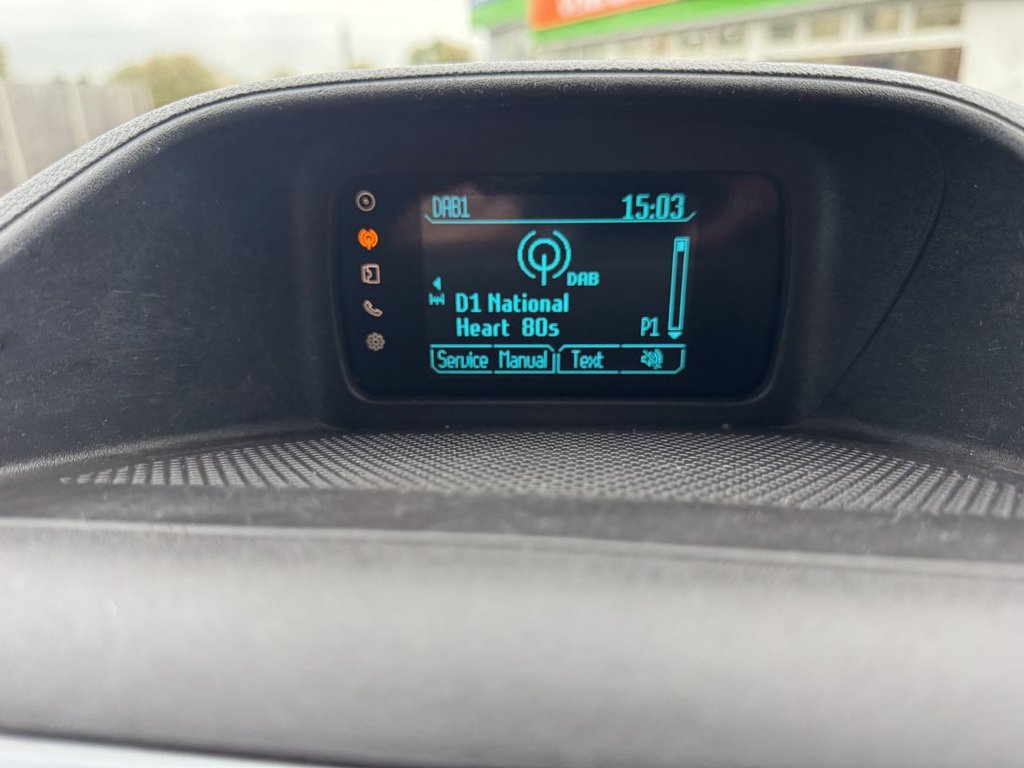 DAB1 15:03
DAB
D1 National
Heart 80s P1
Service Manual Text